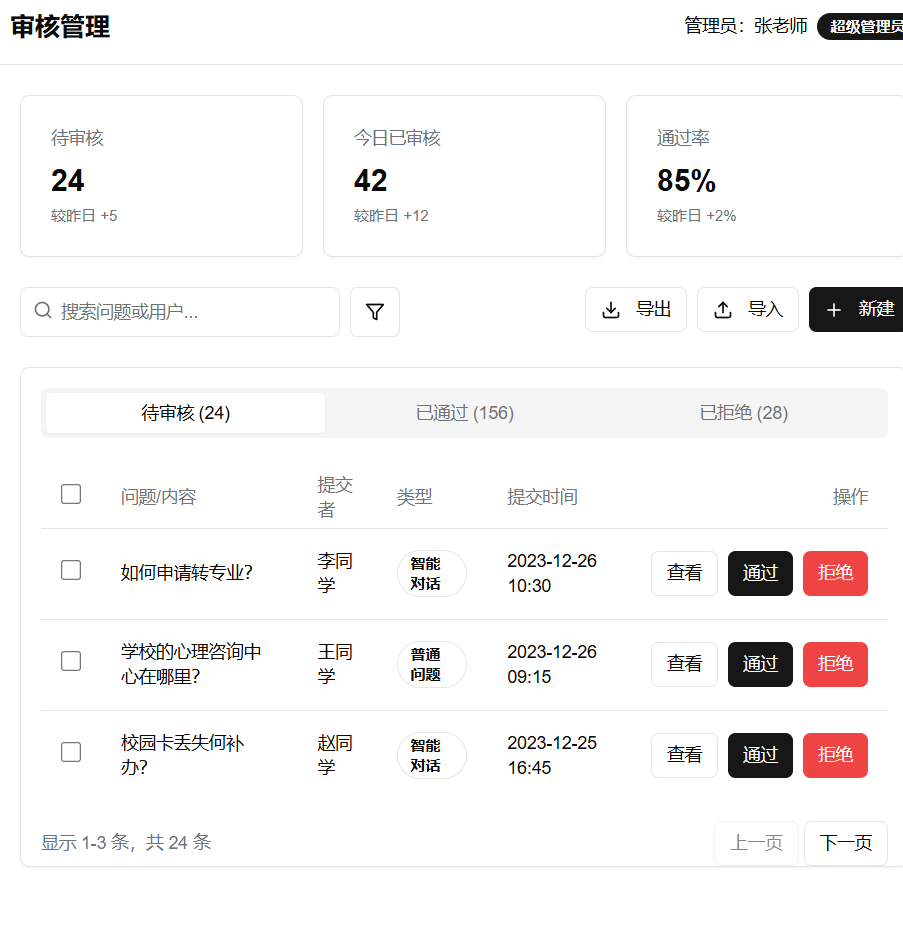 审核管理
管理员：张老师 超级管理员
待审核
24
较昨日 +5
今日已审核
42
较昨日 +12
通过率
85%
较昨日 +2%
搜索问题或用户...
导出
导入
新建
待审核 (24)
已通过 (156)
已拒绝 (28)
问题/内容
提交
者
类型
提交时间
操作
如何申请转专业?
李同
学
智能
对话
2023-12-26
10:30
查看
通过
拒绝
学校的心理咨询中
心在哪里?
王同
学
普通
问题
2023-12-26
09:15
查看
通过
拒绝
校园卡丢失何补
办?
赵同
学
智能
对话
2023-12-25
16:45
查看
通过
拒绝
显示 1-3 条，共 24 条
上一页
下一页